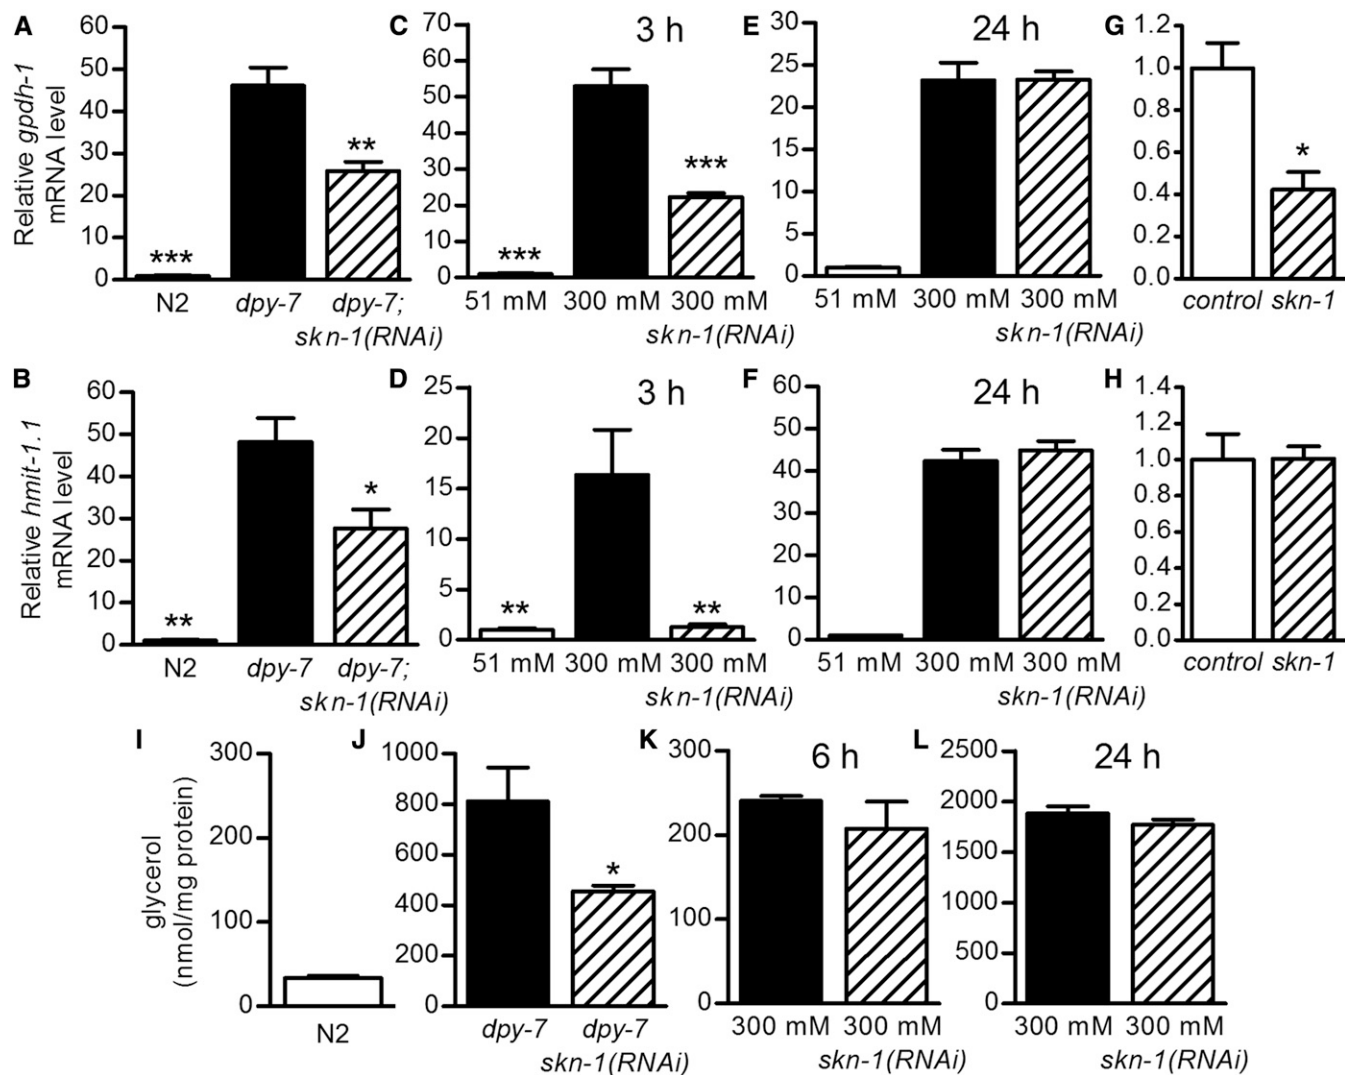 A
Relative gpdh-1
mRNA level
60
50
40
30
20
10
0
***
**
N2
dpy-7
dpy-7;
skn-1(RNAi)
C
3 h
70
60
50
40
30
20
10
0
***
***
51 mM
300 mM
300 mM
skn-1(RNAi)
E
24 h
30
25
20
15
10
5
0
51 mM
300 mM
300 mM
skn-1(RNAi)
G
1.2
1.0
0.8
0.6
0.4
0.2
0.0
*
control
skn-1
B
Relative hmit-1.1
mRNA level
60
50
40
30
20
10
0
**
*
N2
dpy-7
dpy-7;
skn-1(RNAi)
D
3 h
25
20
15
10
5
0
**
**
51 mM
300 mM
300 mM
skn-1(RNAi)
F
24 h
60
50
40
30
20
10
0
51 mM
300 mM
300 mM
skn-1(RNAi)
H
1.4
1.2
1.0
0.8
0.6
0.4
0.2
0.0
control
skn-1
I
glycerol
(nmol/mg protein)
300
200
100
0
N2
J
1000
800
600
400
200
0
*
dpy-7
dpy-7
skn-1(RNAi)
K
6 h
300
200
100
0
300 mM
300 mM
skn-1(RNAi)
L
24 h
2500
2000
1500
1000
500
0
300 mM
300 mM
skn-1(RNAi)